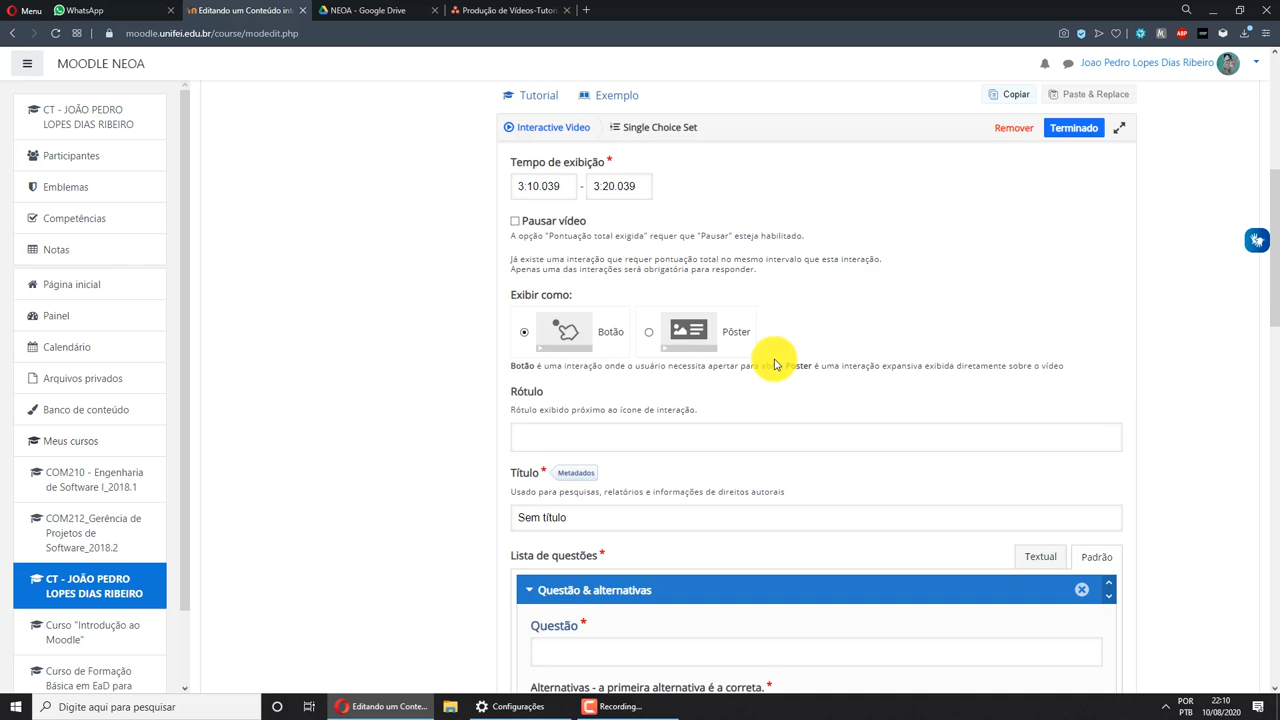 Menu
WhatsApp
Editando um Conteúdo int
NEOA - Google Drive
Produção de Vídeos-Tutori
moodle.unifei.edu.br/course/modedit.php
MOODLE NEOA
Joao Pedro Lopes Dias Ribeiro
CT - JOÃO PEDRO
LOPES DIAS RIBEIRO
Participantes
Emblemas
Competências
Notas
Página inicial
Painel
Calendário
Arquivos privados
Banco de conteúdo
Meus cursos
COM210 - Engenharia
de Software I_2018.1
COM212_Gerência de
Projetos de
Software_2018.2
CT - JOÃO PEDRO
LOPES DIAS RIBEIRO
Curso "Introdução ao
Moodle"
Curso de Formação
Básica em EaD para
Tutorial
Exemplo
Copiar
Paste & Replace
Interactive Video
Single Choice Set
Remover
Terminado
Tempo de exibição *
3:10.039 - 3:20.039
Pausar vídeo
A opção "Pontuação total exigida" requer que "Pausar" esteja habilitado.
Já existe uma interação que requer pontuação total no mesmo intervalo que esta interação.
Apenas uma das interações será obrigatória para responder.
Exibir como:
Botão
Pôster
Botão é uma interação onde o usuário necessita apertar para Poster é uma interação expansiva exibida diretamente sobre o vídeo
Rótulo
Rótulo exibido próximo ao ícone de interação.
Título *
Metadados
Usado para pesquisas, relatórios e informações de direitos autorais
Sem título
Lista de questões *
Textual
Padrão
Questão & alternativas
Questão *
Alternativas - a primeira alternativa é a correta. *
Digite aqui para pesquisar
Editando um Conte...
Configurações
Recording...
POR
PTB
22:10
10/08/2020